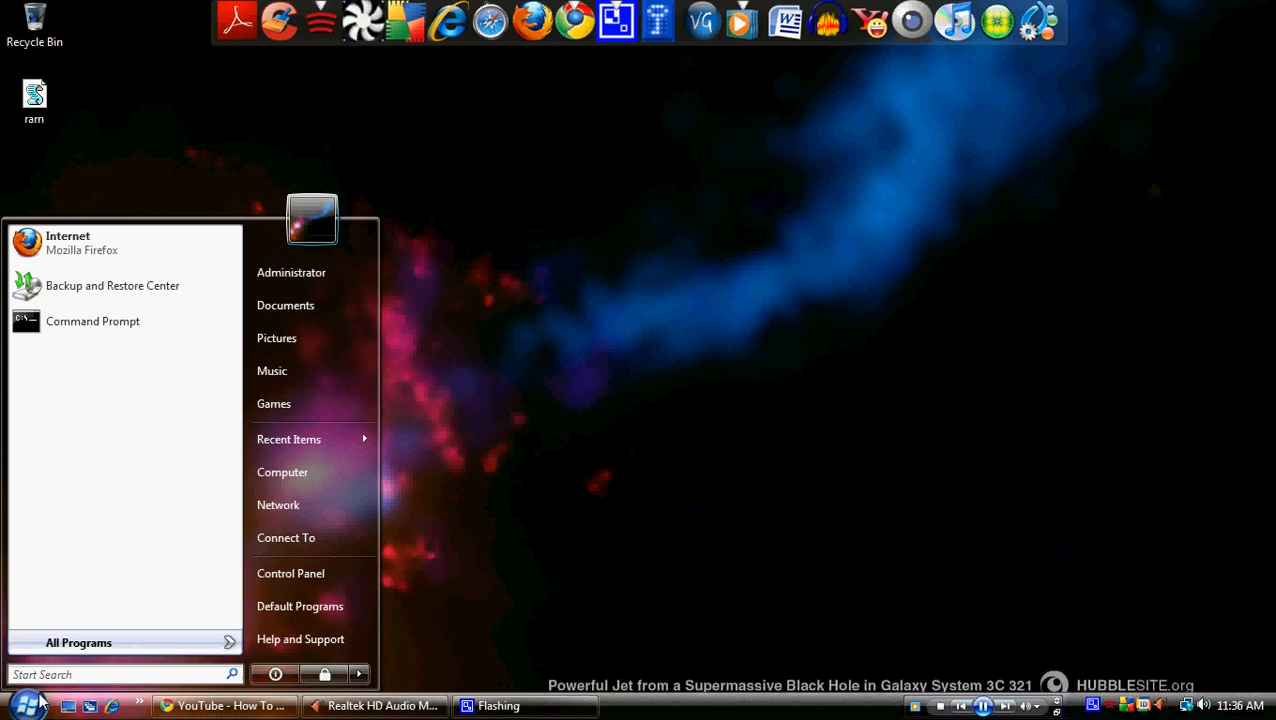 Recycle Bin
ram
Internet
Mozilla Firefox
Backup and Restore Center
Command Prompt
All Programs
Start Search
Administrator
Documents
Pictures
Music
Games
Recent Items
Computer
Network
Connect To
Control Panel
Default Programs
Help and Support
Powerful Jet from a Supermassive Black Hole in Galaxy System 3C 321 HUBBLESITE.org
YouTube - How To ...
Realtek HD Audio M...
Flashing
11:36 AM
VG
W
T
C:\
ID